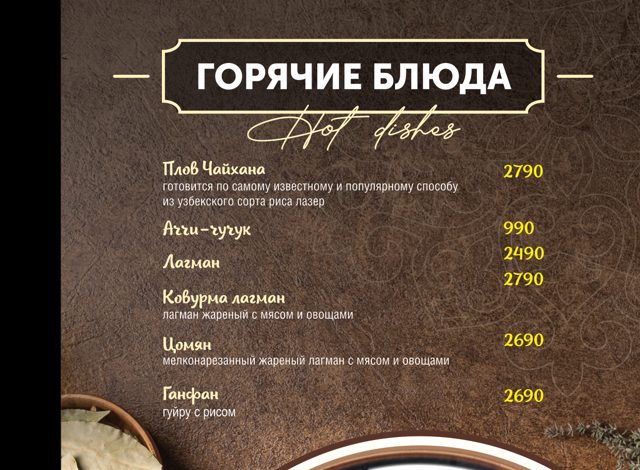 ГОРЯЧИЕ БЛЮДА
Hot dishes
Плов Чайхана 2790
готовится по самому известному и популярному способу
из узбекского сорта риса лазер
Аччи-чучук 990
Лагман 2490
2790
Ковурма лагман
лагман жареный с мясом и овощами
Цомян 2690
мелконарезанный жареный лагман с мясом и овощами
Ганфан 2690
гуйру с рисом